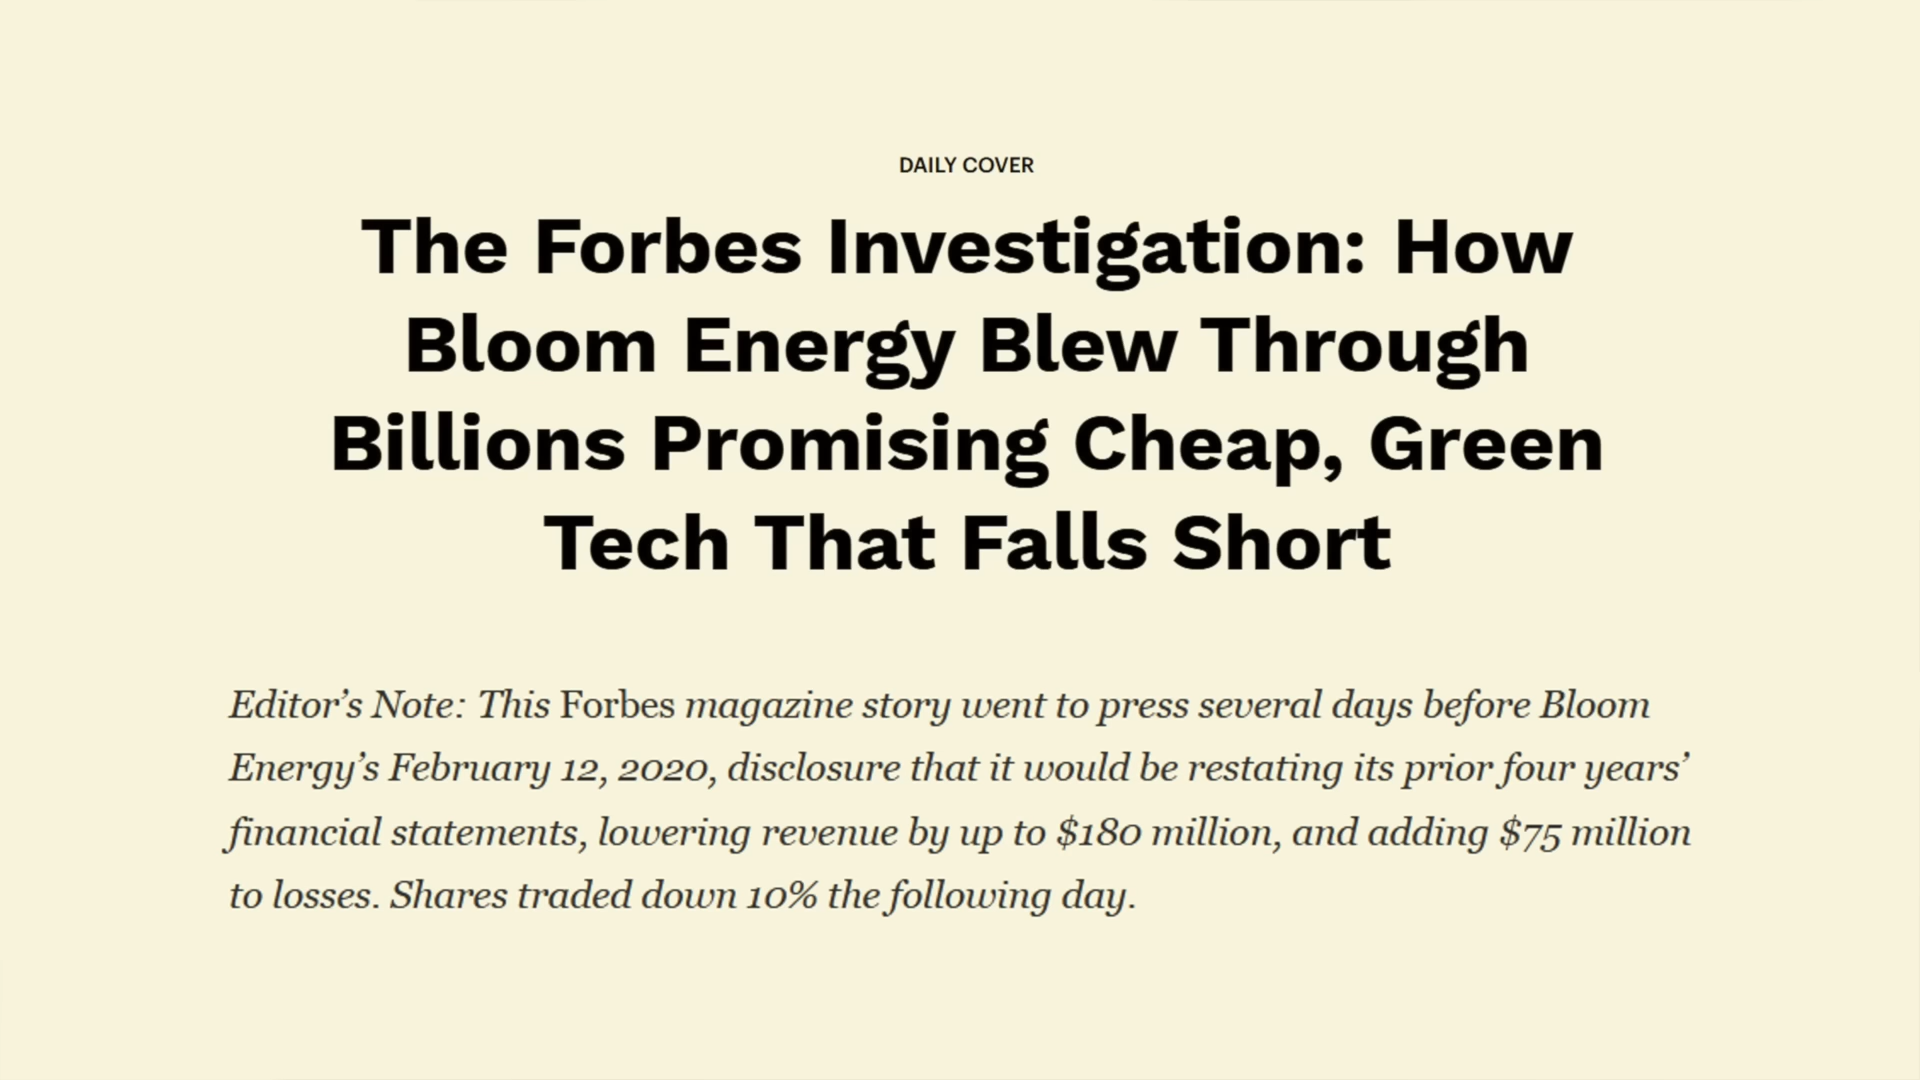 DAILY COVER
The Forbes Investigation: How
Bloom Energy Blew Through
Billions Promising Cheap, Green
Tech That Falls Short
Editor’s Note: This Forbes magazine story went to press several days before Bloom
Energy’s February 12, 2020, disclosure that it would be restating its prior four years’
financial statements, lowering revenue by up to $180 million, and adding $75 million
to losses. Shares traded down 10% the following day.